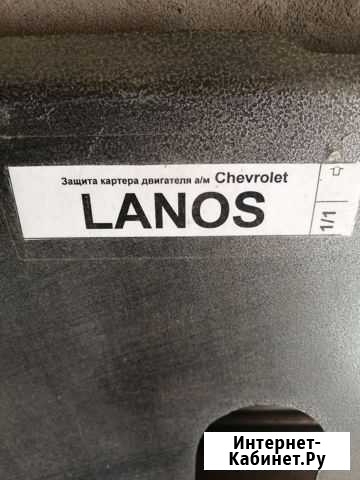 Защита картера двигателя а/м Chevrolet
LANOS
1/1
Интернет-
Кабинет.Ру